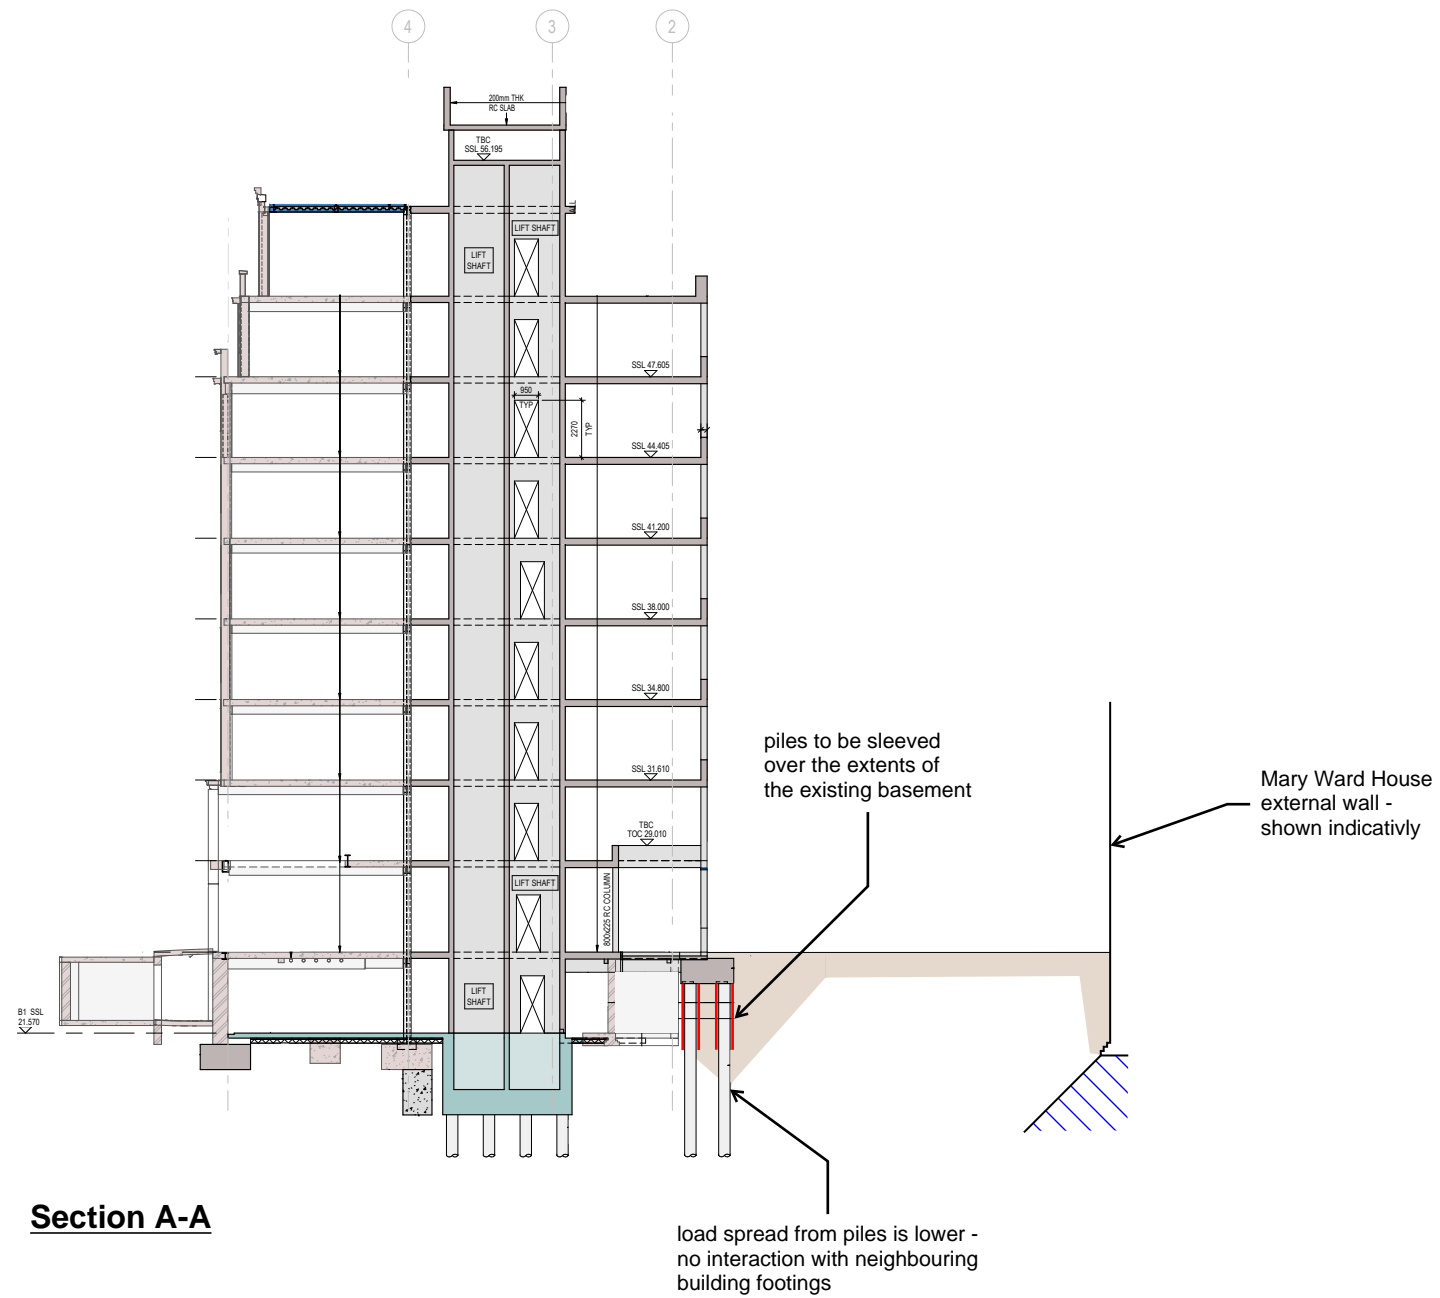 4
3
2
200mm THK
RC SLAB
TBC
SSL 56.195
LIFT SHAFT
LIFT
SHAFT
SSL 47.605
950
TYP
2270
TYP
SSL 44.405
SSL 41.200
SSL 38.000
SSL 34.800
piles to be sleeved
over the extents of
the existing basement
SSL 31.610
Mary Ward House
external wall -
shown indicativly
TBC
TOC 29.010
LIFT SHAFT
800x225 RC COLUMN
LIFT
SHAFT
B1 SSL
21.570
Section A-A
load spread from piles is lower -
no interaction with neighbouring
building footings